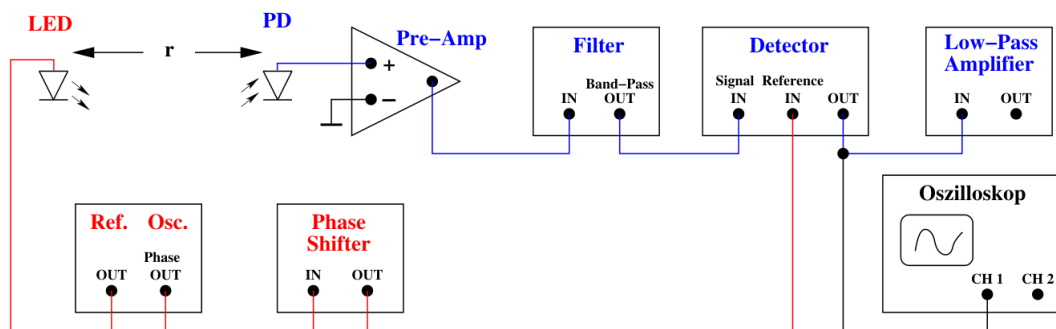 LED
r
PD
Pre-Amp
+
−
Filter
Band-Pass
IN
OUT
Detector
Signal Reference
IN
IN
OUT
Low-Pass
Amplifier
IN
OUT
Ref. Osc.
Phase
OUT
OUT
Phase
Shifter
IN
OUT
Oszilloskop
CH 1
CH 2